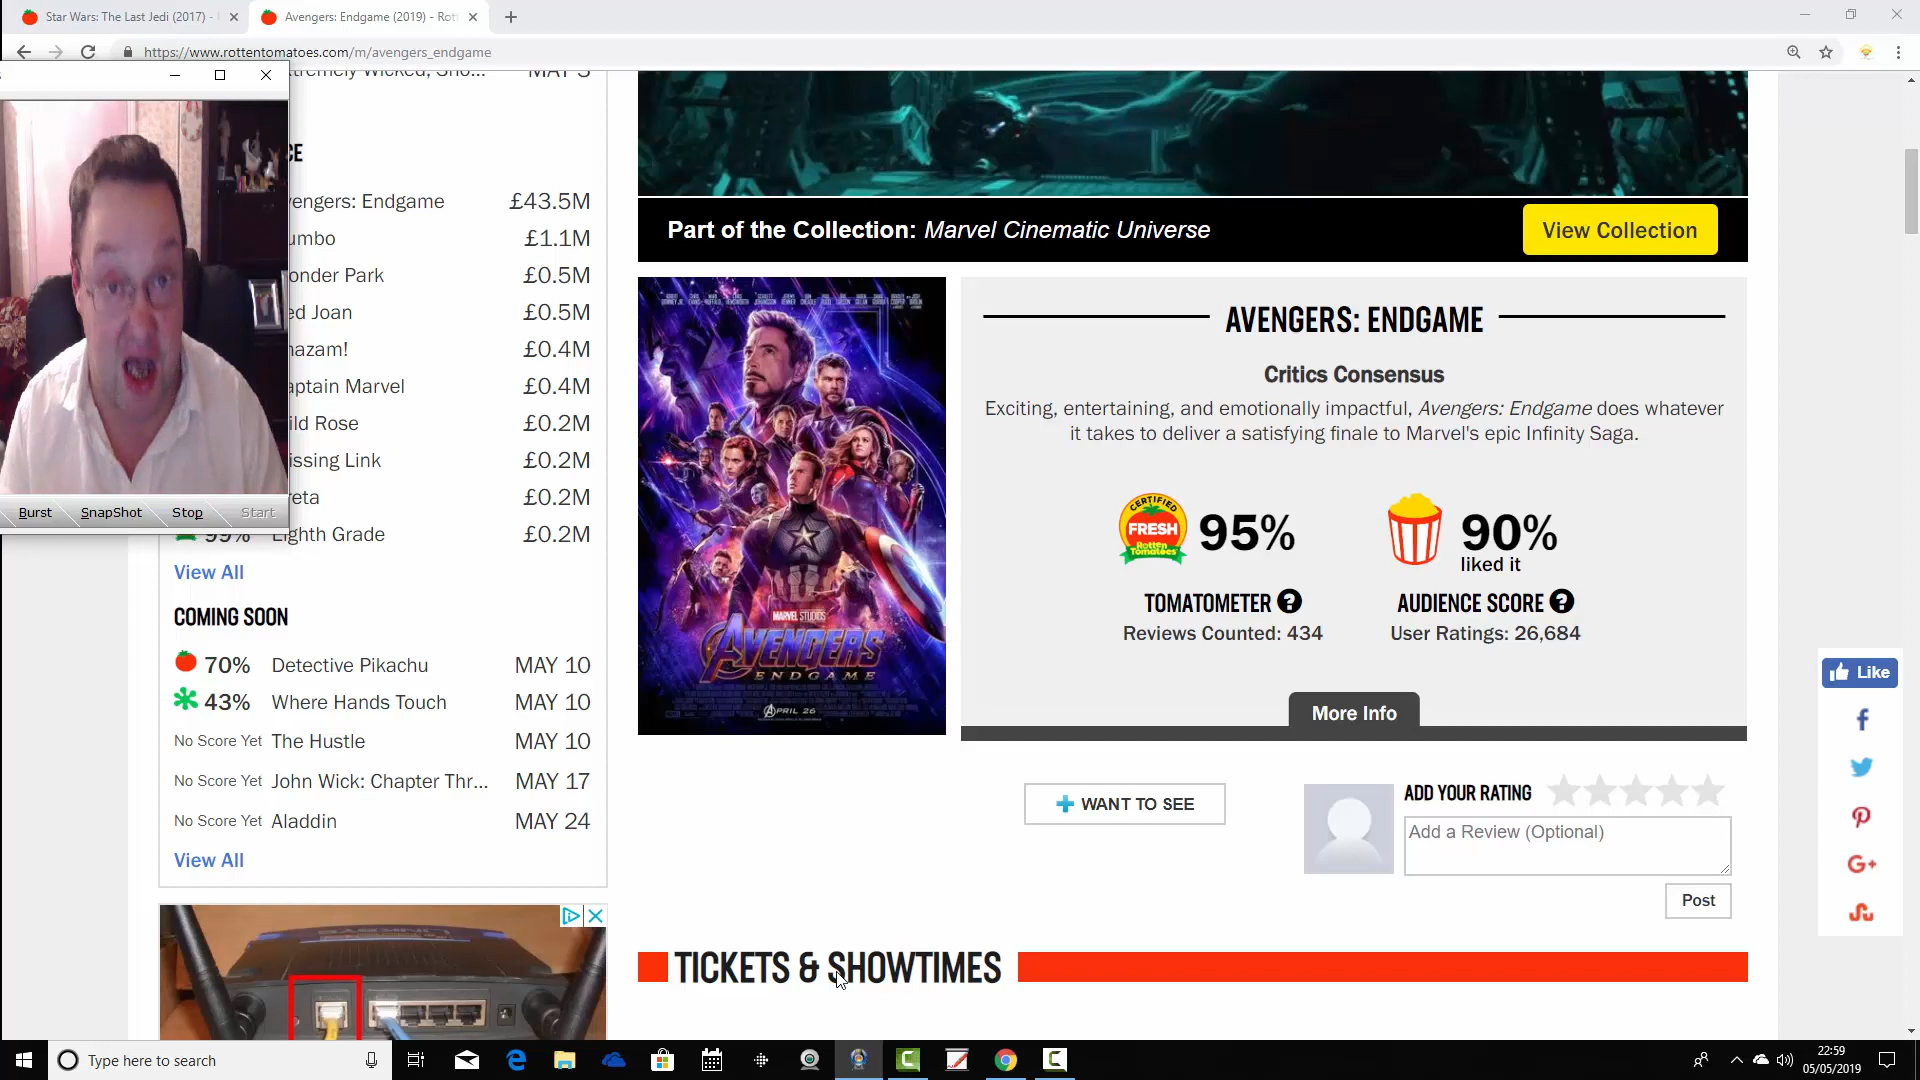 Star Wars: The Last Jedi (2017) -
Avengers: Endgame (2019) - Rott
https://www.rottentomatoes.com/m/avengers_endgame
MAY 3
CE
vengers: Endgame £43.5M
umbo £1.1M
onder Park £0.5M
ed Joan £0.5M
hazam! £0.4M
aptain Marvel £0.4M
ild Rose £0.2M
issing Link £0.2M
reta £0.2M
99% Eighth Grade £0.2M
Burst SnapShot Stop Start
View All
COMING SOON
70% Detective Pikachu MAY 10
43% Where Hands Touch MAY 10
No Score Yet The Hustle MAY 10
No Score Yet John Wick: Chapter Thr... MAY 17
No Score Yet Aladdin MAY 24
View All
Part of the Collection: Marvel Cinematic Universe
View Collection
MARVEL STUDIOS
AVENGERS
ENDGAME
APRIL 26
AVENGERS: ENDGAME
Critics Consensus
Exciting, entertaining, and emotionally impactful, Avengers: Endgame does whatever
it takes to deliver a satisfying finale to Marvel's epic Infinity Saga.
CERTIFIED
FRESH
Rotten
Tomatoes
95%
90%
liked it
TOMATOMETER ?
AUDIENCE SCORE ?
Reviews Counted: 434
User Ratings: 26,684
More Info
WANT TO SEE
ADD YOUR RATING
Add a Review (Optional)
Post
Like
G+
TICKETS & SHOWTIMES
Type here to search
22:59
05/05/2019